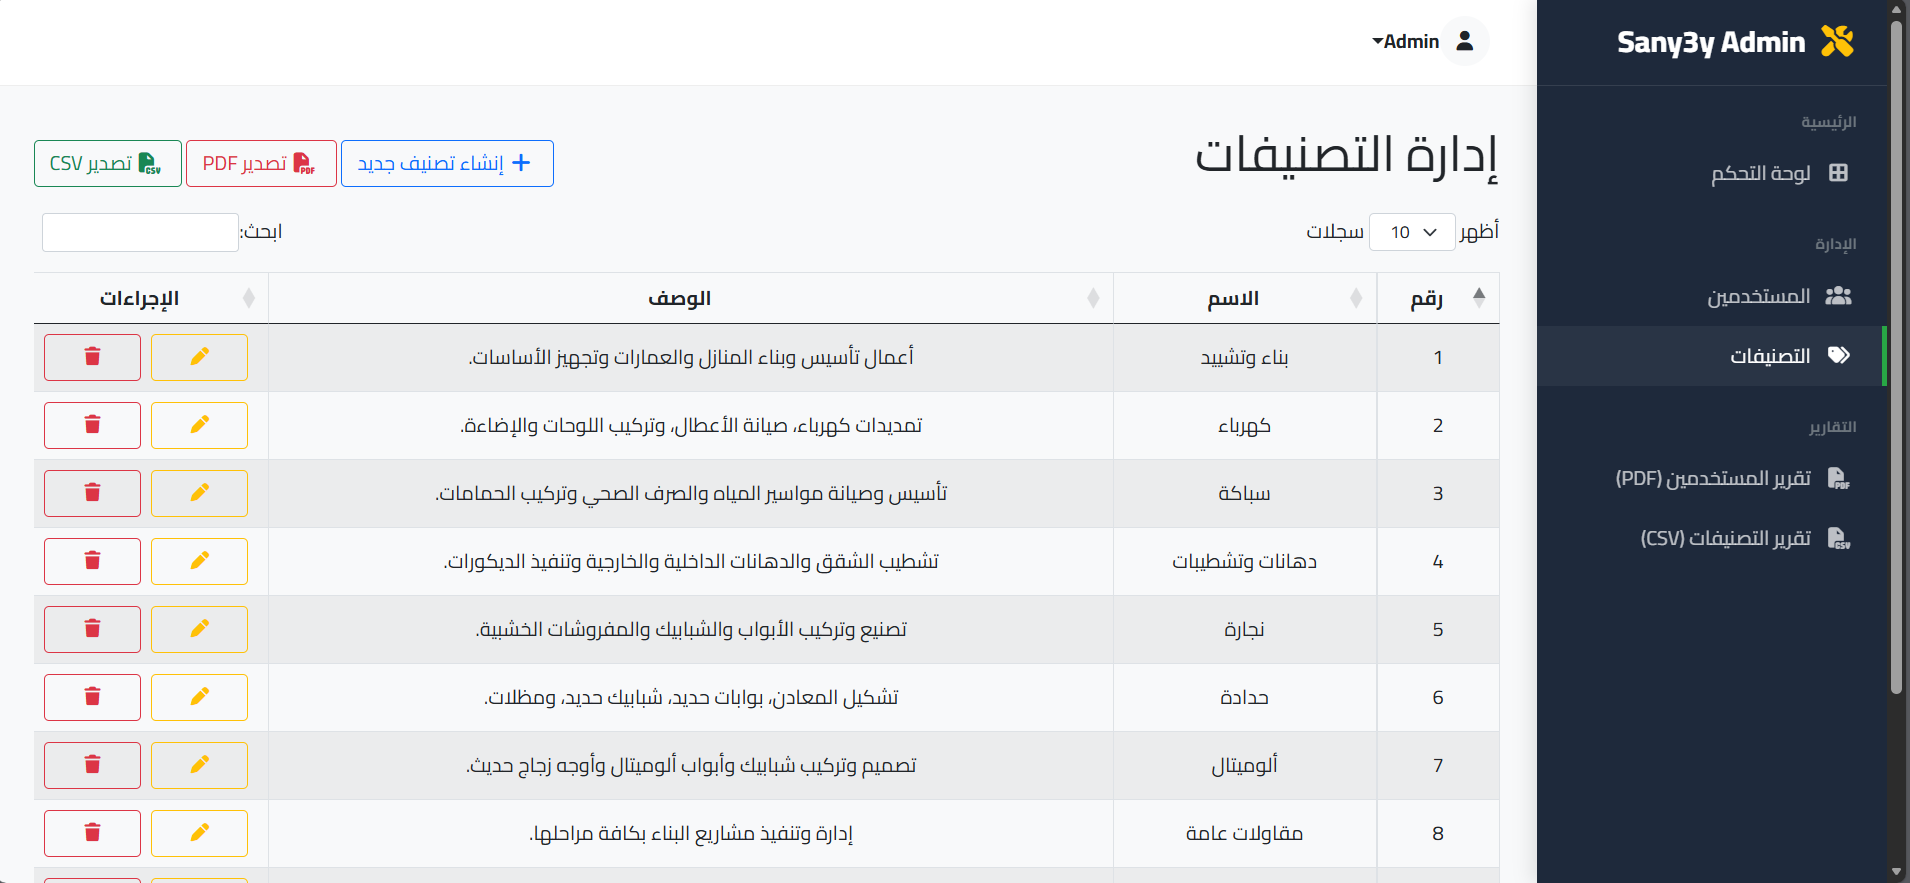 Sany3y Admin
الرئيسية
لوحة التحكم
الإدارة
المستخدمين
التصنيفات
التقارير
تقرير المستخدمين (PDF)
تقرير التصنيفات (CSV)
Admin
إدارة التصنيفات
إنشاء تصنيف جديد
تصدير PDF
تصدير CSV
أظهر 10 سجلات
ابحث:
رقم الاسم الوصف الإجراءات
1 بناء وتشييد أعمال تأسيس وبناء المنازل والعمارات وتجهيز الأساسات.
2 كهرباء تمديدات كهرباء، صيانة الأعطال، وتركيب اللوحات والإضاءة.
3 سباكة تأسيس وصيانة مواسير المياه والصرف الصحي وتركيب الحمامات.
4 دهانات وتشطيبات تشطيب الشقق والدهانات الداخلية والخارجية وتنفيذ الديكورات.
5 نجارة تصنيع وتركيب الأبواب والشبابيك والمفروشات الخشبية.
6 حدادة تشكيل المعادن، بوابات حديد، شبابيك حديد، ومظلات.
7 ألوميتال تصميم وتركيب شبابيك وأبواب ألوميتال وأوجه زجاج حديث.
8 مقاولات عامة إدارة وتنفيذ مشاريع البناء بكافة مراحلها.